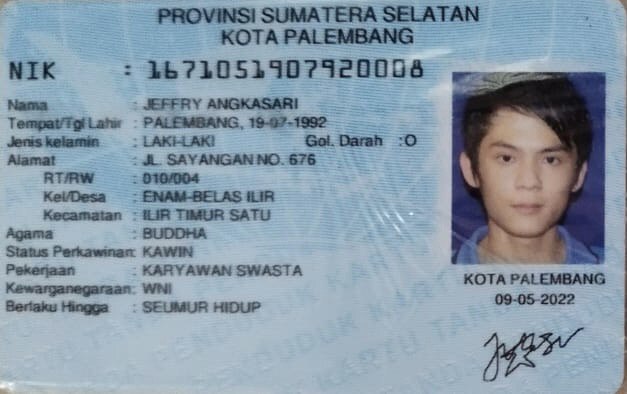 PROVINSI SUMATERA SELATAN
KOTA PALEMBANG
NIK : 1671051907920008
Nama : JEFFRY ANGKASARI
Tempat/Tgl Lahir : PALEMBANG, 19-07-1992
Jenis kelamin : LAKI-LAKI Gol. Darah :O
Alamat : JL. SAYANGAN NO. 676
RT/RW : 010/004
Kel/Desa : ENAM-BELAS ILIR
Kecamatan : ILIR TIMUR SATU
Agama : BUDDHA
Status Perkawinan: KAWIN
Pekerjaan : KARYAWAN SWASTA
Kewarganegaraan: WNI
Berlaku Hingga : SEUMUR HIDUP
KOTA PALEMBANG
09-05-2022